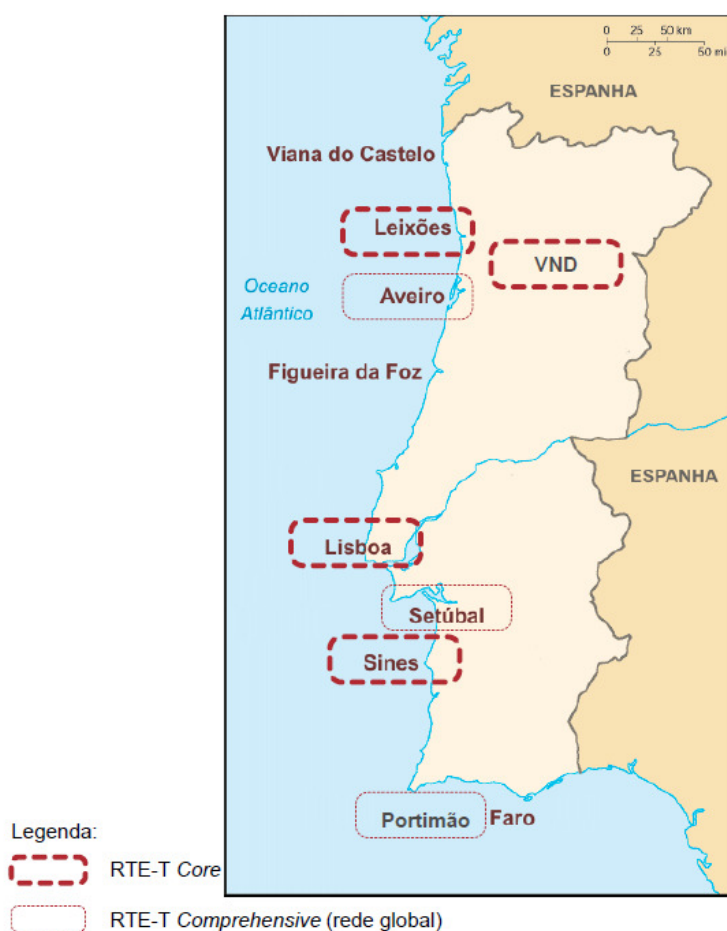 0 25 50 km
0 25 50 mi
ESPANHA
Viana do Castelo
Leixões
VND
Oceano
Atlântico
Aveiro
Figueira da Foz
ESPANHA
Lisboa
Setúbal
Sines
Portimão Faro
Legenda:
RTE-T Core
RTE-T Comprehensive (rede global)